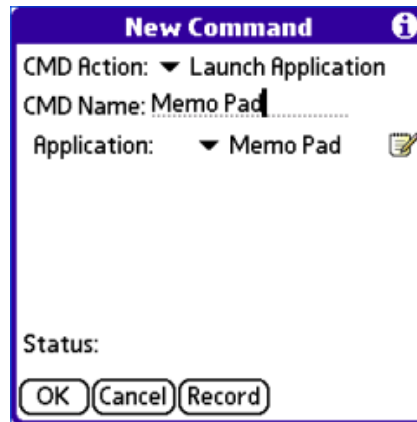 New Command
CMD Action: Launch Application
CMD Name: Memo Pad
Application: Memo Pad
Status:
OK Cancel Record